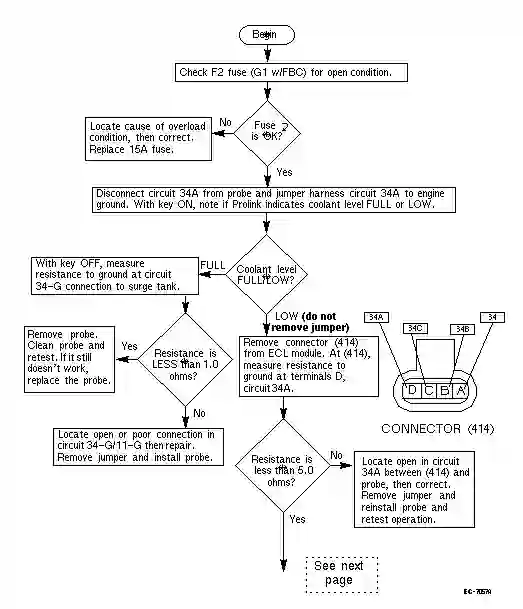 Begin
Check F2 fuse (G1 w/FBC) for open condition.
Fuse
is OK?
No
Locate cause of overload
condition, then correct.
Replace 15A fuse.
Yes
Disconnect circuit 34A from probe and jumper harness circuit 34A to engine
ground. With key ON, note if Prolink indicates coolant level FULL or LOW.
Coolant level
FULL/LOW?
FULL
With key OFF, measure
resistance to ground at circuit
34-G connection to surge tank.
LOW (do not
remove jumper)
Resistance is
LESS than 1.0
ohms?
Yes
Remove probe.
Clean probe and
retest. If it still
doesn't work,
replace the probe.
No
Locate open or poor connection in
circuit 34-G/11-G then repair.
Remove jumper and install probe.
Remove connector (414)
from ECL module. At (414),
measure resistance to
ground at terminals D,
circuit 34A.
34A
34C
34B
34
D C B A
CONNECTOR (414)
Resistance is
less than 5.0
ohms?
No
Locate open in circuit
34A between (414) and
probe, then correct.
Remove jumper and
reinstall probe and
retest operation.
Yes
See next
page